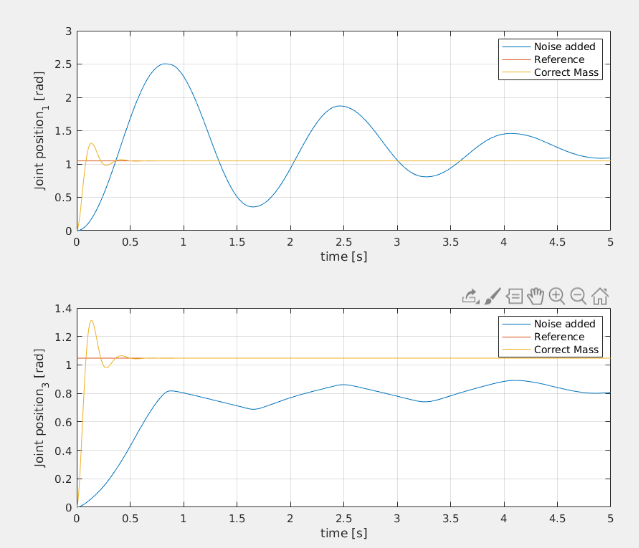 3
2.5
2
1.5
1
0.5
0
Joint position1 [rad]
Noise added
Reference
Correct Mass
0 0.5 1 1.5 2 2.5 3 3.5 4 4.5 5
time [s]
1.4
1.2
1
0.8
0.6
0.4
0.2
0
Joint position3 [rad]
Noise added
Reference
Correct Mass
0 0.5 1 1.5 2 2.5 3 3.5 4 4.5 5
time [s]